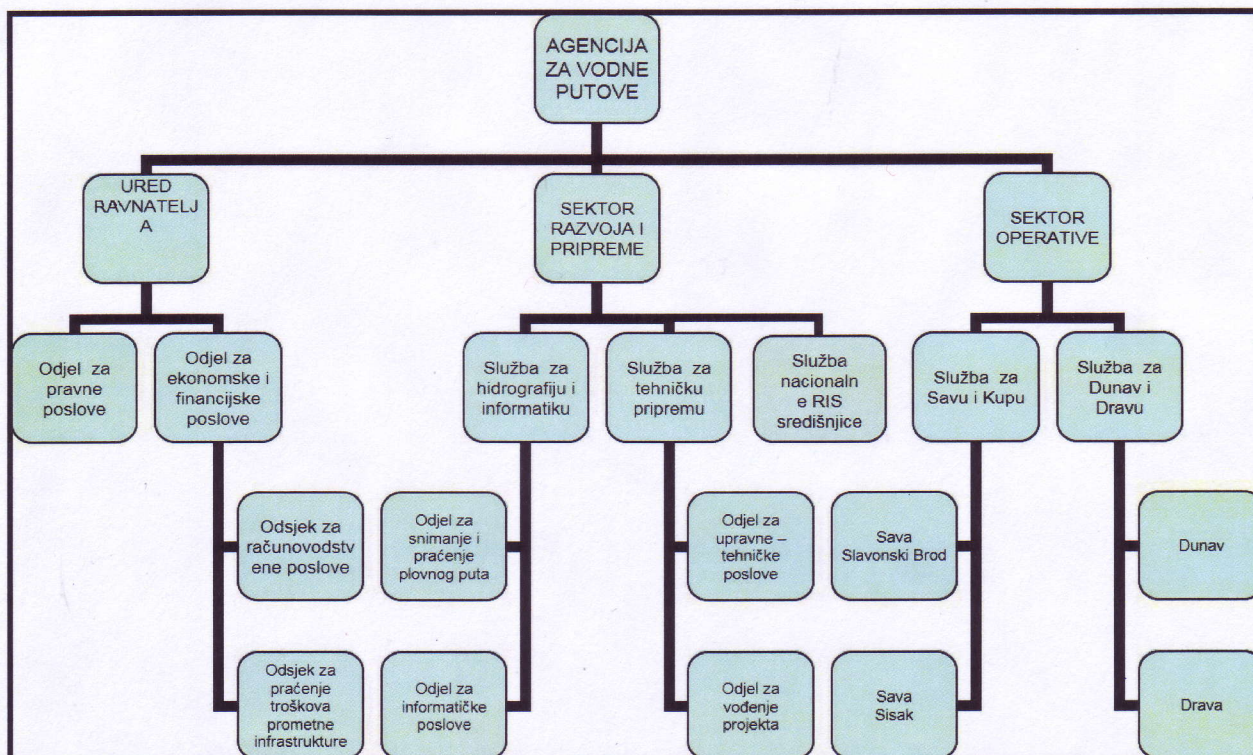 AGENCIJA
ZA VODNE
PUTOVE
URED
RAVNATELJ
A
SEKTOR
RAZVOJA I
PRIPREME
SEKTOR
OPERATIVE
Odjel za
pravne
poslove
Odjel za
ekonomske i
financijske
poslove
Služba za
hidrografiju i
informatiku
Služba za
tehničku
pripremu
Služba
nacionaln
e RIS
središnjice
Služba za
Savu i Kupu
Služba za
Dunav i
Dravu
Odsjek za
računovodstv
ene poslove
Odjel za
snimanje i
praćenje
plovnog puta
Odjel za
upravne –
tehničke
poslove
Sava
Slavonski Brod
Dunav
Odsjek za
praćenje
troškova
prometne
infrastrukture
Odjel za
informatičke
poslove
Odjel za
vođenje
projekta
Sava
Sisak
Drava